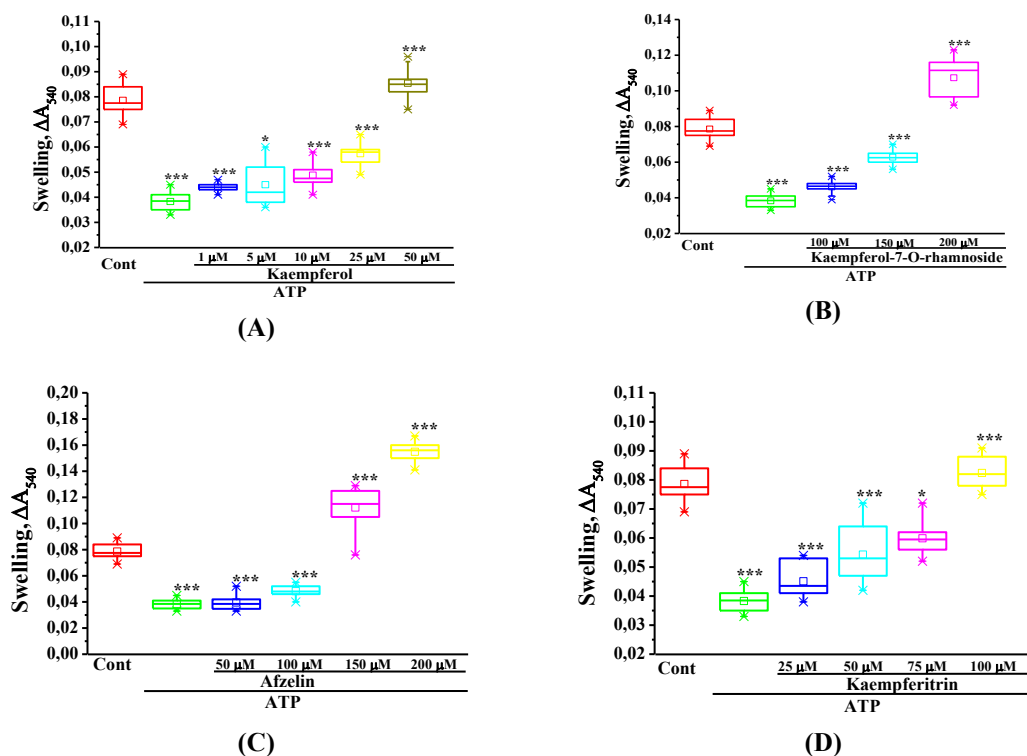 Swelling, ΔA540
0,11
0,10
0,09
0,08
0,07
0,06
0,05
0,04
0,03
0,02
***
***
*
***
***
***
Cont
1 μM 5 μM 10 μM 25 μM 50 μM
Kaempferol
ATP
(A)
Swelling, ΔA540
0,14
0,12
0,10
0,08
0,06
0,04
0,02
***
***
***
***
Cont
100 μM 150 μM 200 μM
Kaempferol-7-O-rhamnoside
ATP
(B)
Swelling, ΔA540
0,20
0,18
0,16
0,14
0,12
0,10
0,08
0,06
0,04
0,02
0,00
***
***
***
***
***
Cont
50 μM 100 μM 150 μM 200 μM
Afzelin
ATP
(C)
Swelling, ΔA540
0,11
0,10
0,09
0,08
0,07
0,06
0,05
0,04
0,03
0,02
***
***
***
*
***
Cont
25 μM 50 μM 75 μM 100 μM
Kaempferitrin
ATP
(D)